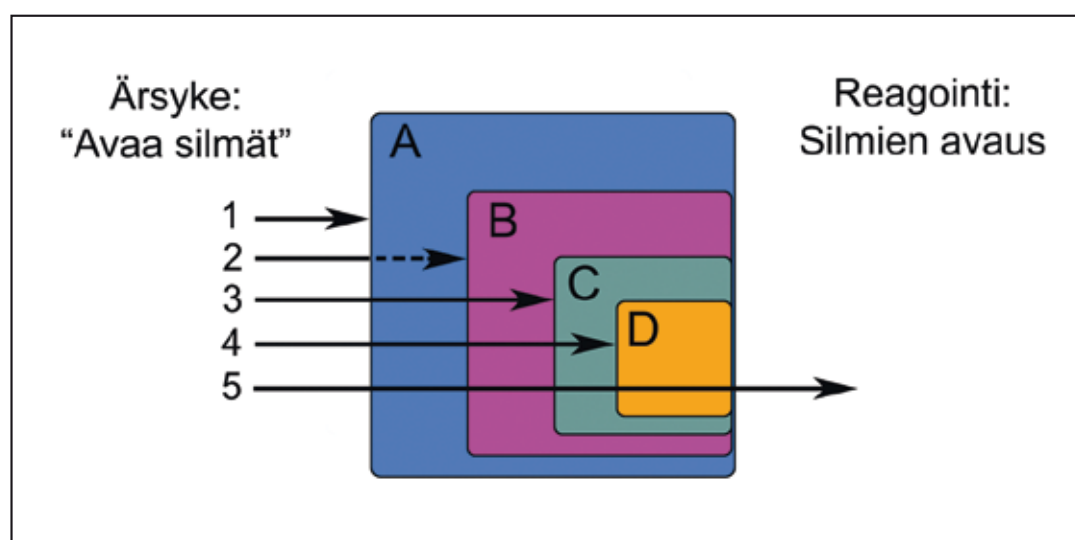 Ärsyke:
“Avaa silmät”
Reagointi:
Silmien avaus
A
B
C
D
1
2
3
4
5